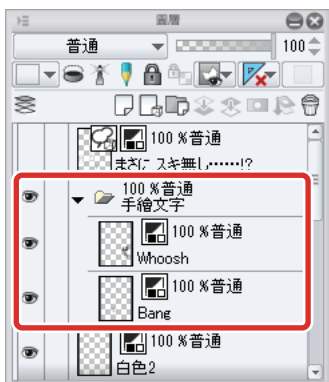 圖層
普通 100
100 %普通
まさに スキ無し……!?
100 %普通
手繪文字
100 %普通
Whoosh
100 %普通
Bang
100 %普通
白色2